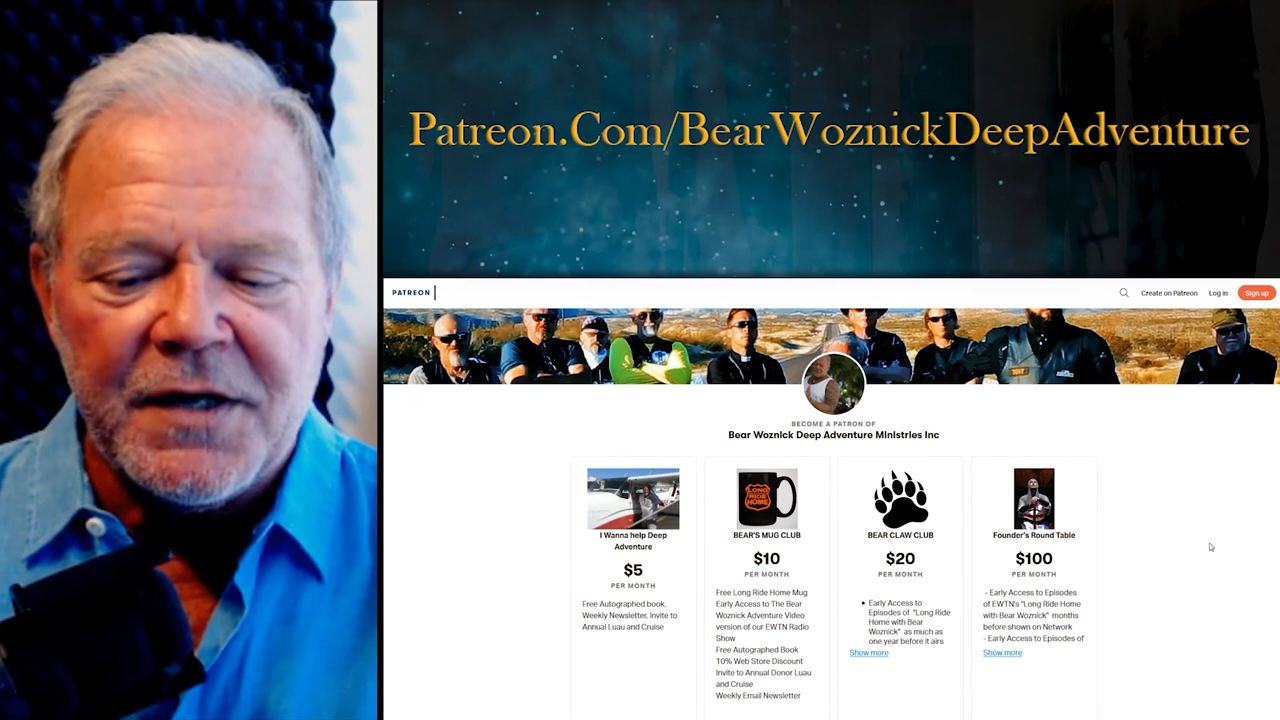 Patreon.Com/BearWoznickDeepAdventure
PATREON
Create on Patreon
Log in
Sign up
BECOME A PATRON OF
Bear Woznick Deep Adventure Ministries Inc
I Wanna help Deep
Adventure
$5
PER MONTH
Free Autographed book,
Weekly Newsletter, Invite to
Annual Luau and Cruise
LONG
RIDE
HOME
BEAR'S MUG CLUB
$10
PER MONTH
Free Long Ride Home Mug
Early Access to The Bear
Woznick Adventure Video
version of our EWTN Radio
Show
Free Autographed Book
10% Web Store Discount
Invite to Annual Donor Luau
and Cruise
Weekly Email Newsletter
BEAR CLAW CLUB
$20
PER MONTH
• Early Access to
Episodes of "Long Ride
Home with Bear
Woznick" as much as
one year before it airs
Show more
Founder's Round Table
$100
PER MONTH
- Early Access to Episodes
of EWTN's "Long Ride Home
with Bear Woznick" months
before shown on Network
- Early Access to Episodes of
Show more